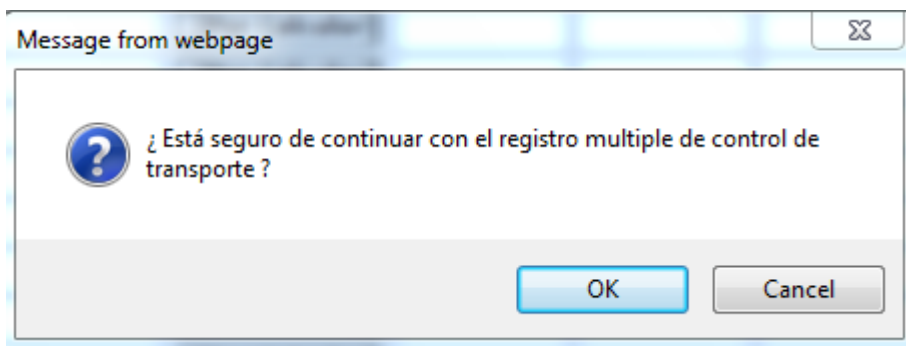 Message from webpage
¿ Está seguro de continuar con el registro multiple de control de
transporte ?
OK
Cancel